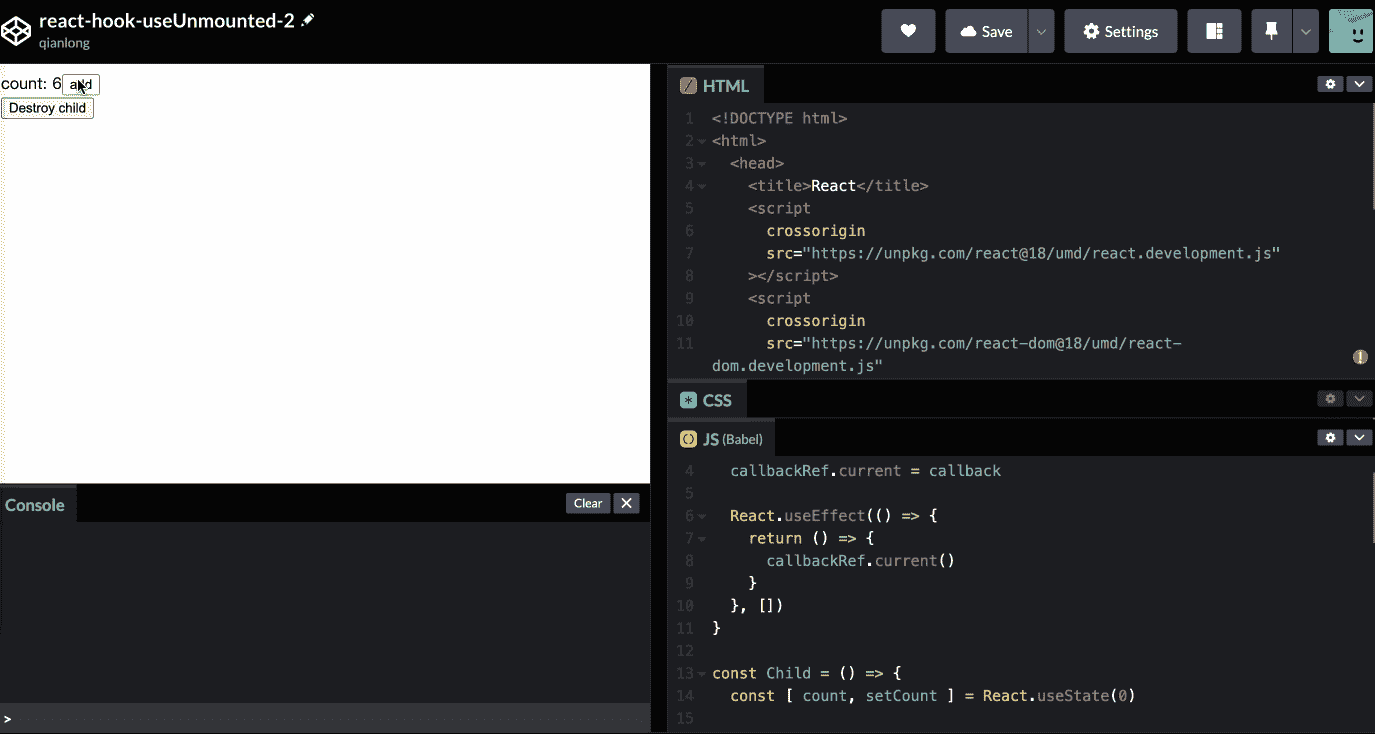 react-hook-useUnmounted-2
qianlong
Save
Settings
count: 6 add
Destroy child
Console
Clear
>
HTML
1 <!DOCTYPE html>
2 <html>
3 <head>
4 <title>React</title>
5 <script
6 crossorigin
7 src="https://unpkg.com/react@18/umd/react.development.js"
8 ></script>
9 <script
10 crossorigin
11 src="https://unpkg.com/react-dom@18/umd/react-
dom.development.js"
CSS
JS (Babel)
4 callbackRef.current = callback
5
6 React.useEffect(() => {
7 return () => {
8 callbackRef.current()
9 }
10 }, [])
11 }
12
13 const Child = () => {
14 const [ count, setCount ] = React.useState(0)
15